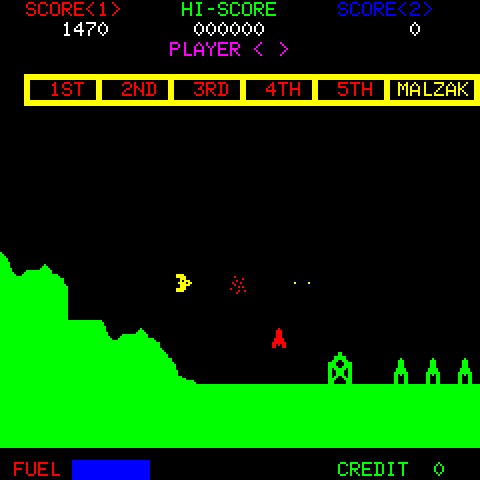 SCORE<1> HI-SCORE SCORE<2>
1470 000000 0
PLAYER < >
1ST 2ND 3RD 4TH 5TH MALZAK
FUEL CREDIT 0